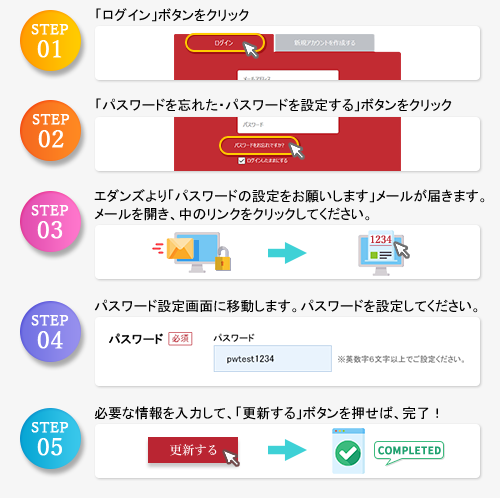 STEP
01
「ログイン」ボタンをクリック
ログイン
新規アカウントを作成する
メールアドレス
STEP
02
「パスワードを忘れた・パスワードを設定する」ボタンをクリック
パスワード
パスワードをお忘れですか?
ログインしたままにする
STEP
03
エダンズより「パスワードの設定をお願いします」メールが届きます。
メールを開き、中のリンクをクリックしてください。
1234
STEP
04
パスワード設定画面に移動します。パスワードを設定してください。
パスワード 必須
パスワード
pwtest1234
※英数字6文字以上でご設定ください。
STEP
05
必要な情報を入力して、「更新する」ボタンを押せば、完了！
更新する
COMPLETED